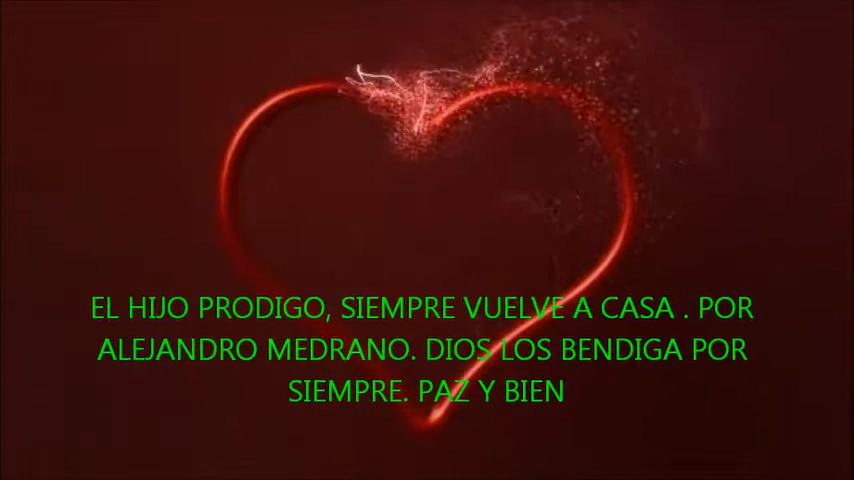 EL HIJO PRODIGO, SIEMPRE VUELVE A CASA . POR
ALEJANDRO MEDRANO. DIOS LOS BENDIGA POR
SIEMPRE. PAZ Y BIEN